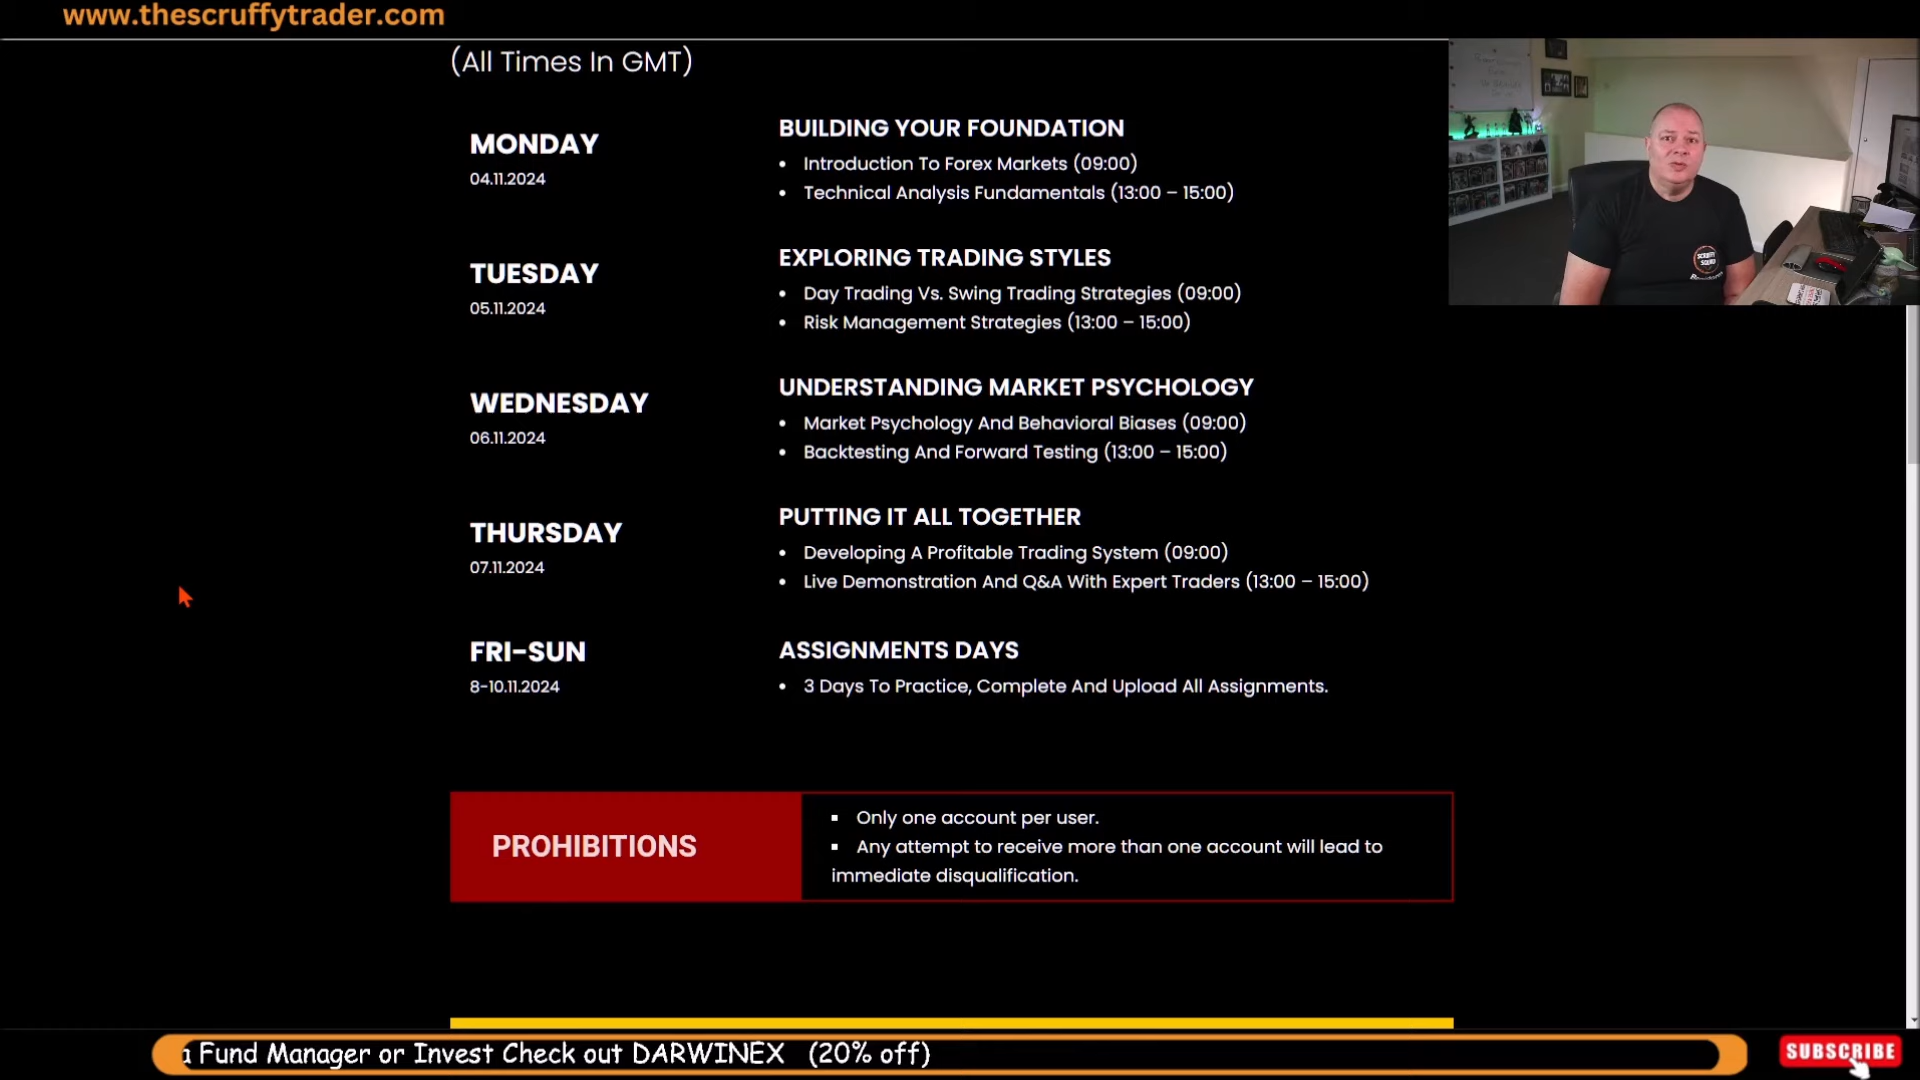 www.thescruffytrader.com
(All Times In GMT)
MONDAY
04.11.2024
BUILDING YOUR FOUNDATION
• Introduction To Forex Markets (09:00)
• Technical Analysis Fundamentals (13:00 – 15:00)
TUESDAY
05.11.2024
EXPLORING TRADING STYLES
• Day Trading Vs. Swing Trading Strategies (09:00)
• Risk Management Strategies (13:00 – 15:00)
WEDNESDAY
06.11.2024
UNDERSTANDING MARKET PSYCHOLOGY
• Market Psychology And Behavioral Biases (09:00)
• Backtesting And Forward Testing (13:00 – 15:00)
THURSDAY
07.11.2024
PUTTING IT ALL TOGETHER
• Developing A Profitable Trading System (09:00)
• Live Demonstration And Q&A With Expert Traders (13:00 – 15:00)
FRI-SUN
8-10.11.2024
ASSIGNMENTS DAYS
• 3 Days To Practice, Complete And Upload All Assignments.
PROHIBITIONS
▪ Only one account per user.
▪ Any attempt to receive more than one account will lead to
immediate disqualification.
a Fund Manager or Invest Check out DARWINEX (20% off)
SUBSCRIBE
SCRUFFY
SQUAD